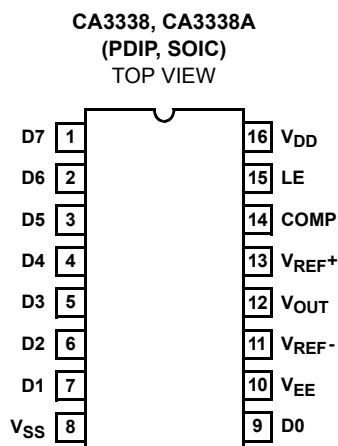 CA3338, CA3338A
(PDIP, SOIC)
TOP VIEW
D7 1 16 VDD
D6 2 15 LE
D5 3 14 COMP
D4 4 13 VREF+
D3 5 12 VOUT
D2 6 11 VREF-
D1 7 10 VEE
VSS 8 9 D0